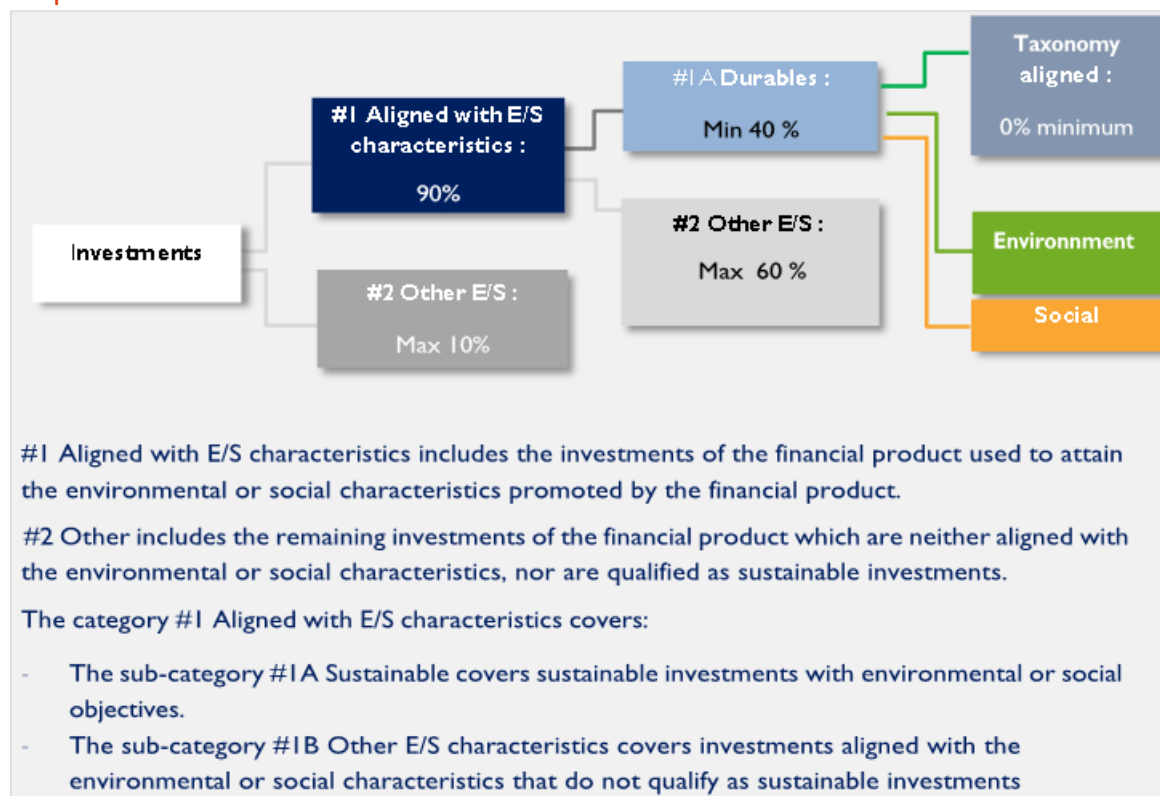 Investments
#1 Aligned with E/S
characteristics :
90%
#2 Other E/S :
Max 10%
#1A Durables :
Min 40 %
#2 Other E/S :
Max 60 %
Taxonomy
aligned :
0% minimum
Environnment
Social
#1 Aligned with E/S characteristics includes the investments of the financial product used to attain
the environmental or social characteristics promoted by the financial product.
#2 Other includes the remaining investments of the financial product which are neither aligned with
the environmental or social characteristics, nor are qualified as sustainable investments.
The category #1 Aligned with E/S characteristics covers:
- The sub-category #1A Sustainable covers sustainable investments with environmental or social
objectives.
- The sub-category #1B Other E/S characteristics covers investments aligned with the
environmental or social characteristics that do not qualify as sustainable investments